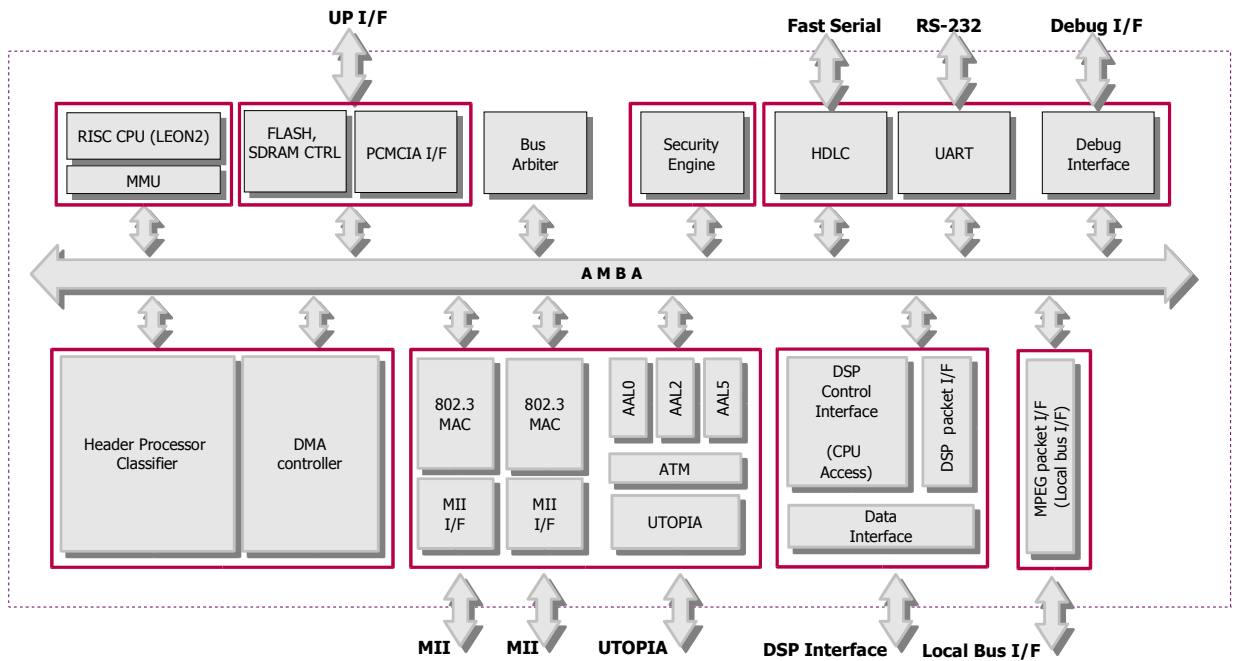 UP I/F
Fast Serial
RS-232
Debug I/F
RISC CPU (LEON2)
MMU
FLASH,
SDRAM CTRL
PCMCIA I/F
Bus
Arbiter
Security
Engine
HDLC
UART
Debug
Interface
A M B A
Header Processor
Classifier
DMA
controller
802.3
MAC
802.3
MAC
MII
I/F
MII
I/F
AAL0
AAL2
AAL5
ATM
UTOPIA
DSP
Control
Interface
(CPU
Access)
DSP packet I/F
Data
Interface
MPEG packet I/F
(Local bus I/F)
MII
MII
UTOPIA
DSP Interface
Local Bus I/F